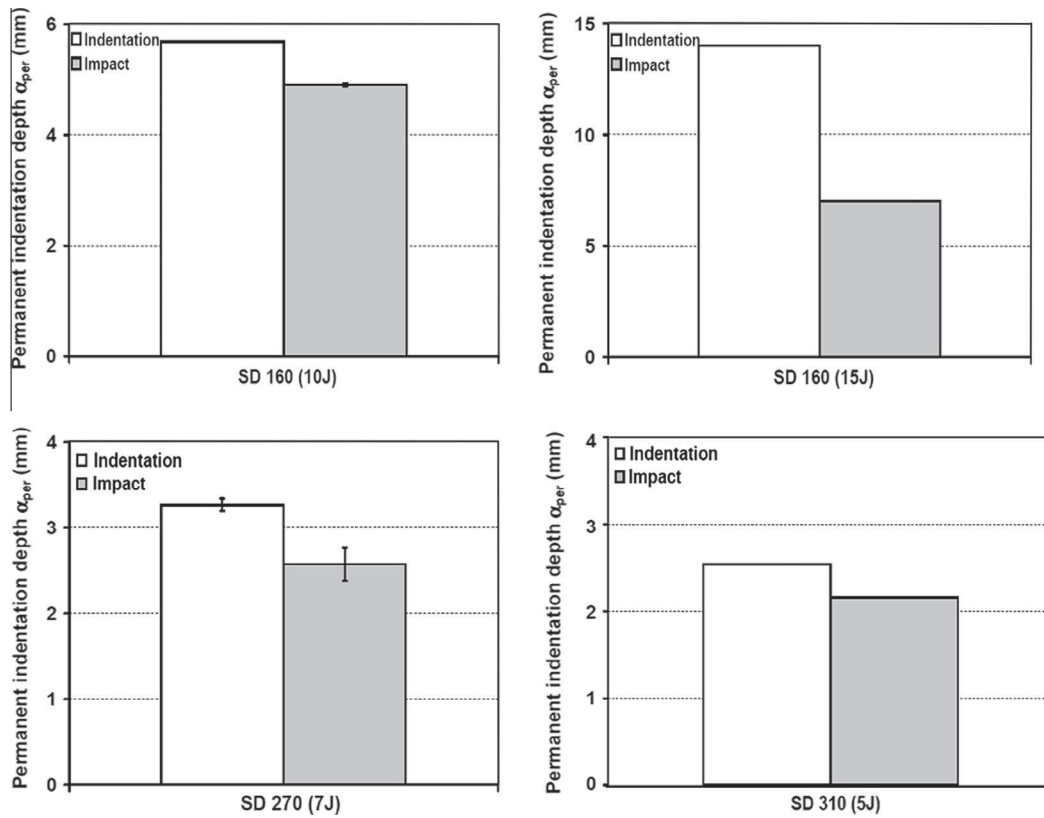 Permanent indentation depth αper (mm)
6
4
2
0
Indentation
Impact
SD 160 (10J)
Permanent indentation depth αper (mm)
15
10
5
0
Indentation
Impact
SD 160 (15J)
Permanent indentation depth αper (mm)
4
3
2
1
0
Indentation
Impact
SD 270 (7J)
Permanent indentation depth αper (mm)
4
3
2
1
0
Indentation
Impact
SD 310 (5J)